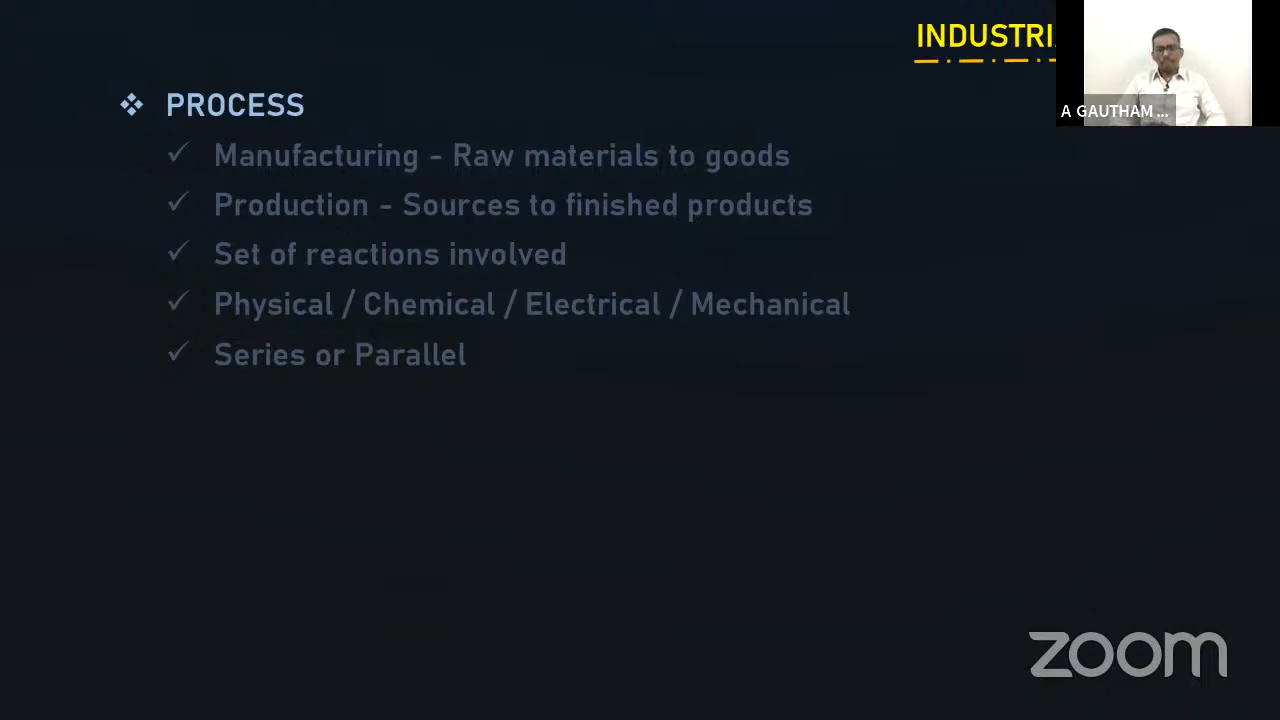 INDUSTRI
A GAUTHAM ...
❖ PROCESS
✓ Manufacturing - Raw materials to goods
✓ Production - Sources to finished products
✓ Set of reactions involved
✓ Physical / Chemical / Electrical / Mechanical
✓ Series or Parallel
zoom